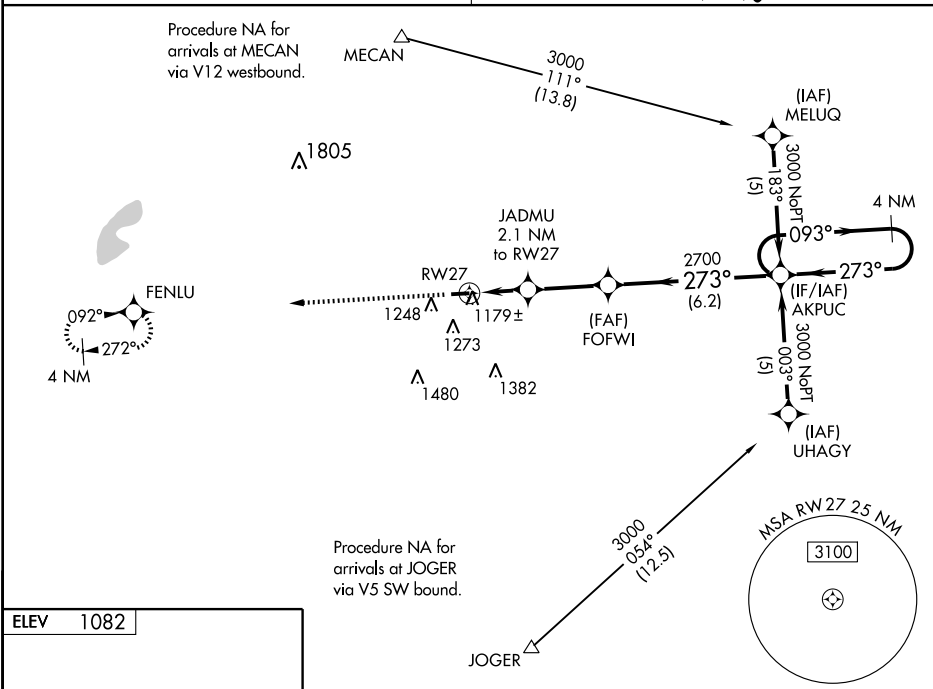 Procedure NA for
arrivals at MECAN
via V12 westbound.
MECAN
3000
111°
(13.8)
(IAF)
MELUQ
1805
3000 NoPT
183°
(5)
4 NM
093°
JADMU
2.1 NM
to RW27
2700
273°
(6.2)
273°
RW27
FENLU
(IF/IAF)
AKPUC
092°
1248
1179±
(FAF)
FOFWI
272°
1273
4 NM
3000 NoPT
003°
(5)
1480
1382
(IAF)
UHAGY
MSA RW27 25 NM
3100
3000
054°
(12.5)
Procedure NA for
arrivals at JOGER
via V5 SW bound.
ELEV 1082
JOGER